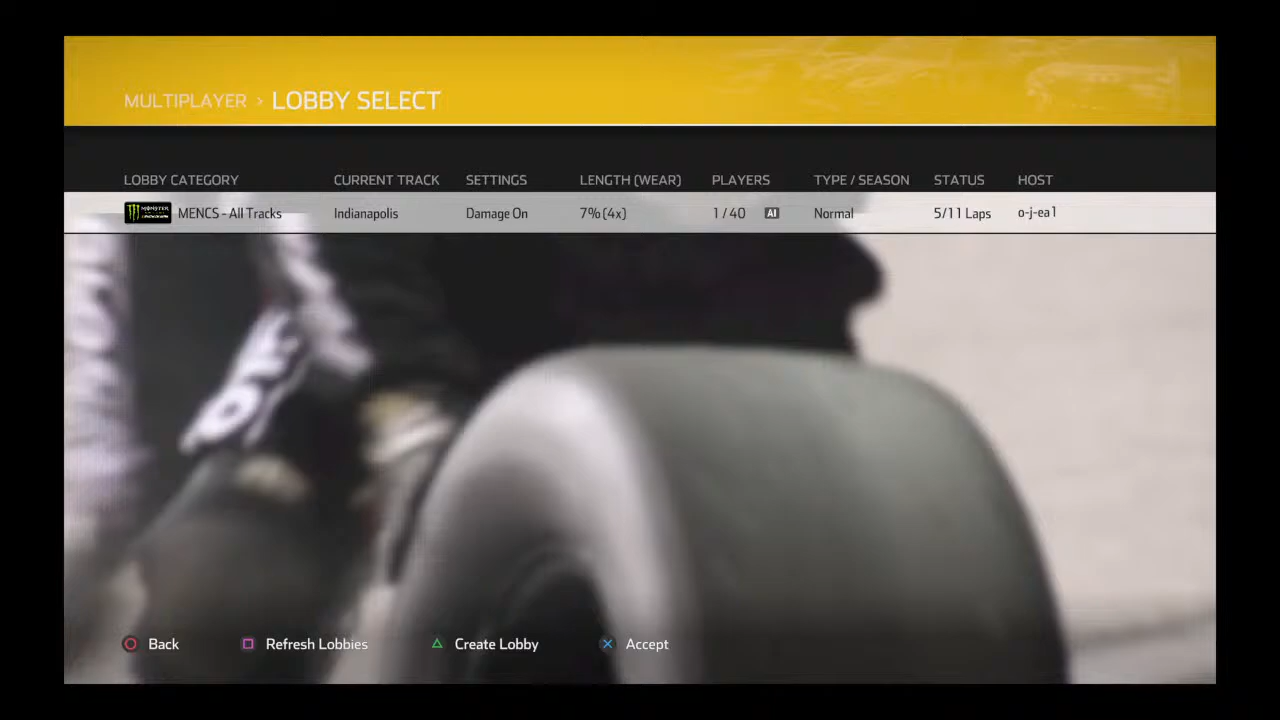 MULTIPLAYER > LOBBY SELECT
LOBBY CATEGORY CURRENT TRACK SETTINGS LENGTH (WEAR) PLAYERS TYPE / SEASON STATUS HOST
MONSTER MENCS - All Tracks Indianapolis Damage On 7% (4x) 1 / 40 AI Normal 5/11 Laps o-j-ea1
Back Refresh Lobbies Create Lobby Accept